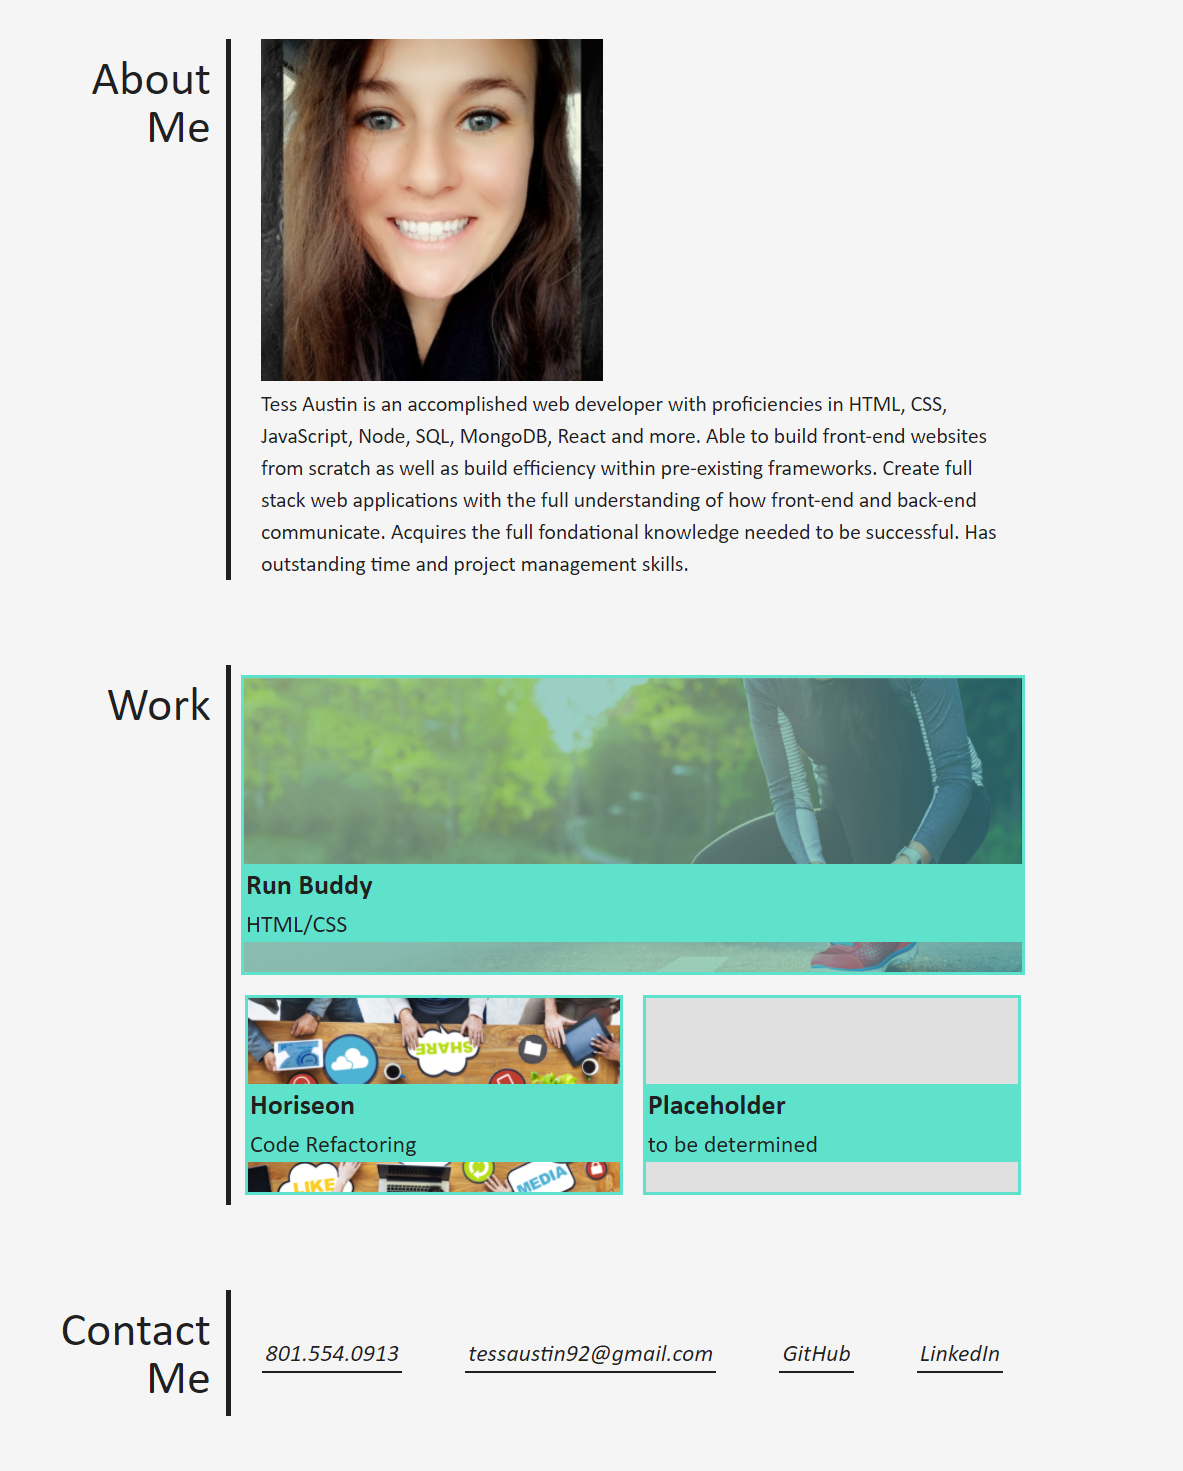 About
Me
Tess Austin is an accomplished web developer with proficiencies in HTML, CSS,
JavaScript, Node, SQL, MongoDB, React and more. Able to build front-end websites
from scratch as well as build efficiency within pre-existing frameworks. Create full
stack web applications with the full understanding of how front-end and back-end
communicate. Acquires the full fondational knowledge needed to be successful. Has
outstanding time and project management skills.
Work
Run Buddy
HTML/CSS
SHARE
Horiseon
Code Refactoring
LIKE
MEDIA
Placeholder
to be determined
Contact
Me
801.554.0913
tessaustin92@gmail.com
GitHub
LinkedIn